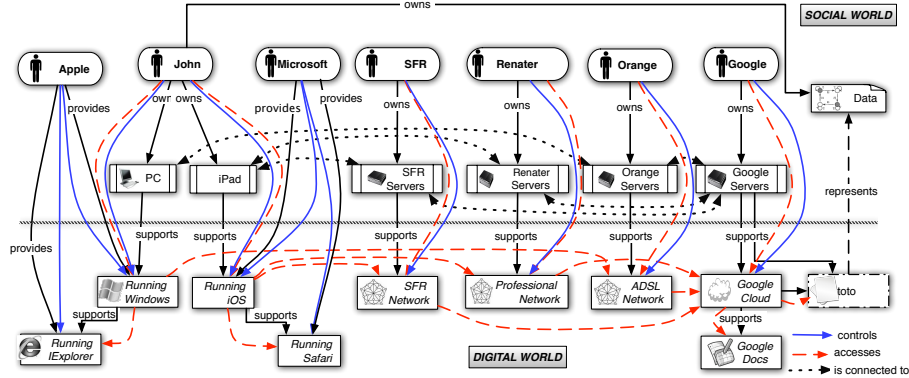 owns
SOCIAL WORLD
Apple
John
Microsoft
SFR
Renater
Orange
Google
Data
provides
own
owns
provides
provides
owns
owns
owns
owns
PC
iPad
SFR
Servers
Renater
Servers
Orange
Servers
Google
Servers
represents
provides
supports
supports
supports
supports
supports
supports
Running
Windows
Running
iOS
SFR
Network
Professional
Network
ADSL
Network
Google
Cloud
toto
supports
supports
supports
Running
IExplorer
Running
Safari
DIGITAL WORLD
Google
Docs
controls
accesses
is connected to